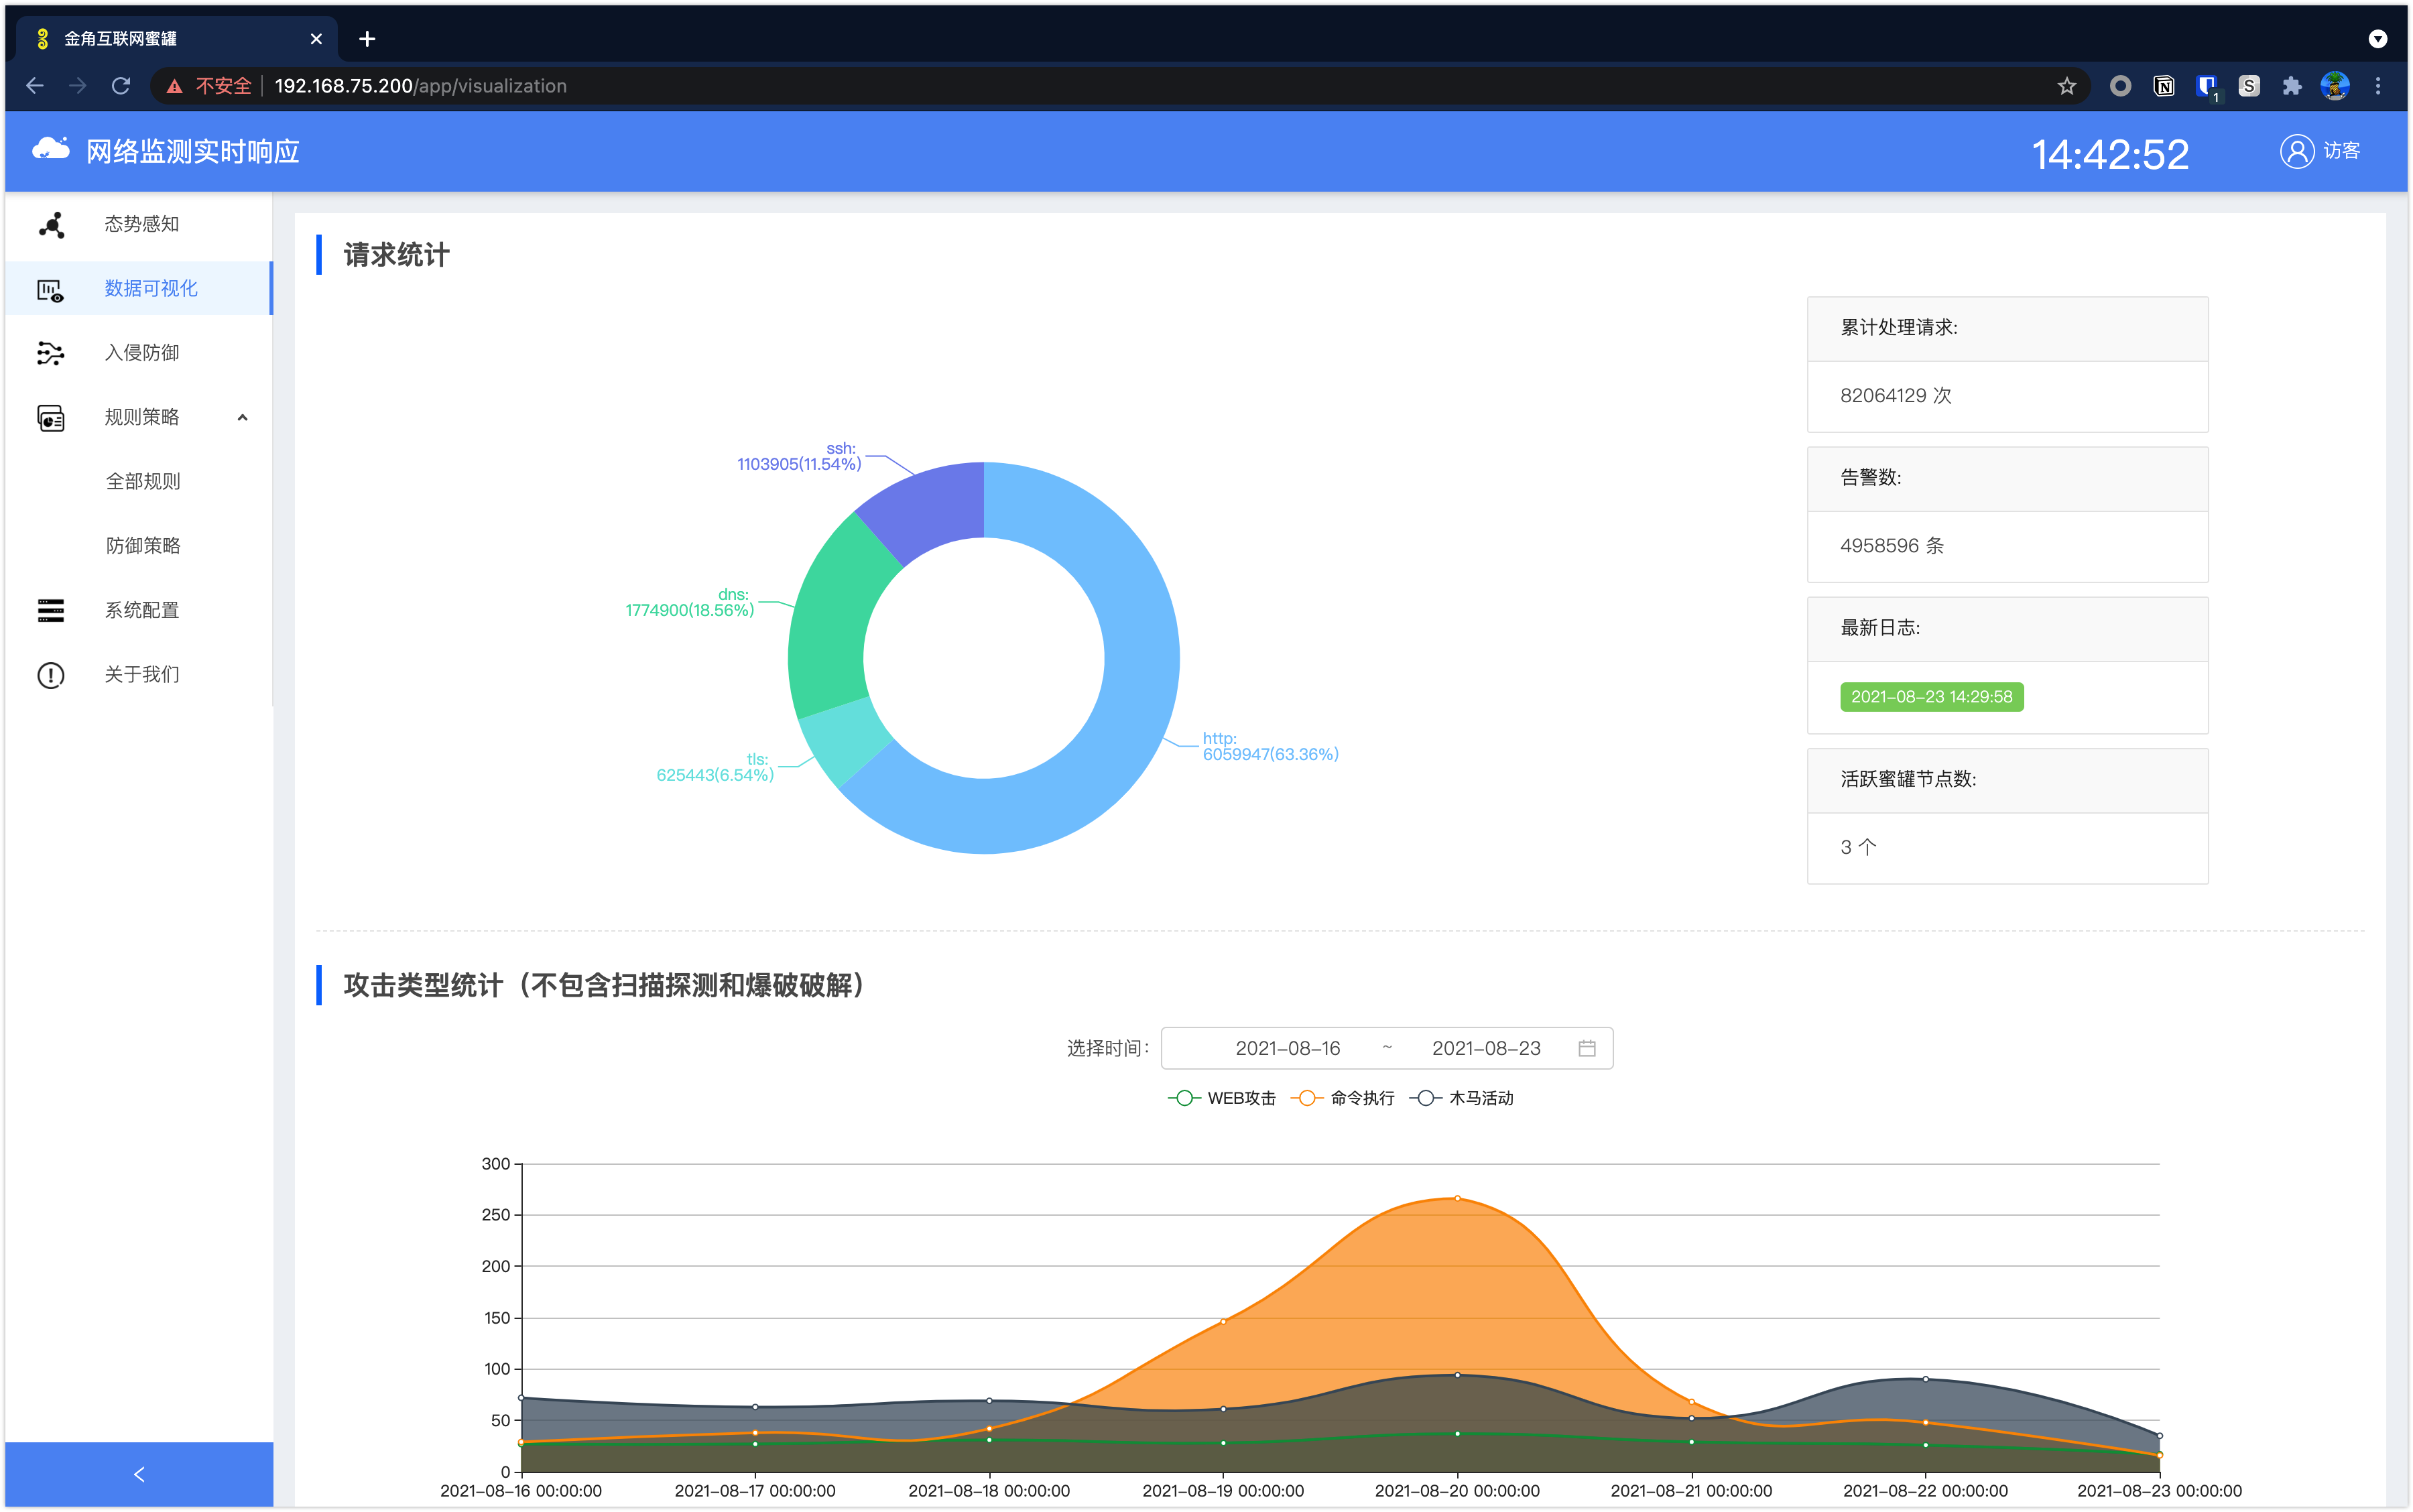 金角互联网蜜罐
不安全 192.168.75.200/app/visualization
1
网络监测实时响应
14:42:52
访客
态势感知
数据可视化
入侵防御
规则策略
全部规则
防御策略
系统配置
关于我们
请求统计
ssh:
1103905(11.54%)
dns:
1774900(18.56%)
tls:
625443(6.54%)
http:
6059947(63.36%)
累计处理请求:
82064129 次
告警数:
4958596 条
最新日志:
2021-08-23 14:29:58
活跃蜜罐节点数:
3 个
攻击类型统计（不包含扫描探测和爆破破解）
选择时间: 2021-08-16 ~ 2021-08-23
WEB攻击 命令执行 木马活动
300
250
200
150
100
50
0
2021-08-16 00:00:00 2021-08-17 00:00:00 2021-08-18 00:00:00 2021-08-19 00:00:00 2021-08-20 00:00:00 2021-08-21 00:00:00 2021-08-22 00:00:00 2021-08-23 00:00:00